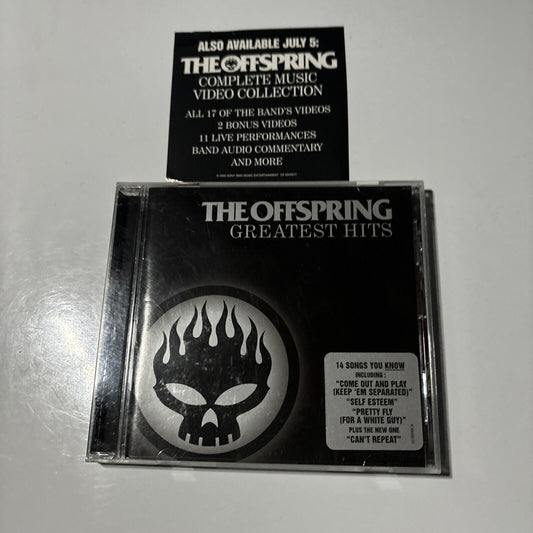 ALSO AVAILABLE JULY 5:
THE OFFSPRING
COMPLETE MUSIC
VIDEO COLLECTION
ALL 17 OF THE BAND'S VIDEOS
2 BONUS VIDEOS
11 LIVE PERFORMANCES
BAND AUDIO COMMENTARY
AND MORE
THE OFFSPRING
GREATEST HITS
14 SONGS YOU KNOW
INCLUDING:
"COME OUT AND PLAY
(KEEP 'EM SEPARATED)"
"SELF ESTEEM"
"PRETTY FLY
(FOR A WHITE GUY)"
PLUS THE NEW ONE
"CAN'T REPEAT"